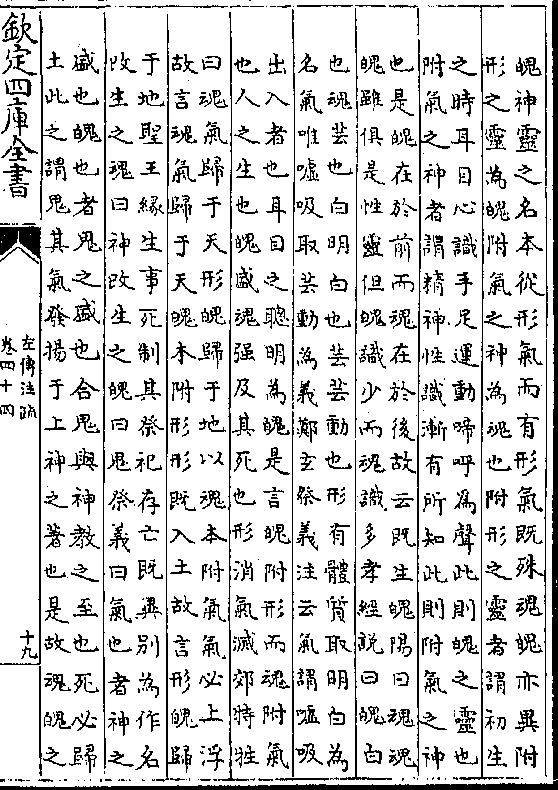 魄神靈之名本從形氣而有形氣既殊魂魄亦異附
形之靈為魄附氣之神為魂也附形之靈者謂初生
之時耳目心識手足運動啼呼為聲此則魄之靈也
附氣之神者謂精神性識漸有所知此則附氣之神
也是魄在於前而魂在於後故云既生魄陽曰魂魂
魄雖俱是性靈但魄識少而魂識多孝經說曰魄白
也魂芸也白明白也芸芸動也形有體質取明白為
名氣唯噓吸取芸動為義鄭玄祭義注云氣謂噓吸
出入者也耳目之聰明為魄是言魄附形而魂附氣
也人之生也魄盛魂强及其死也形消氣滅郊特牲
曰魂氣歸于天形魄歸于地以魂本附氣氣必上浮
故言魂氣歸于天魄本附形形既入土故言形魄歸
于地聖王緣生事死制其祭祀存亡既異別為作名
改生之魂曰神改生之魄曰鬼祭義曰氣也者神之
盛也魄也者鬼之盛也合鬼與神教之至也死必歸
土此之謂鬼其氣發揚于上神之著也是故魂魄之
欽定四庫全書
左傳注疏
卷四十四
十九